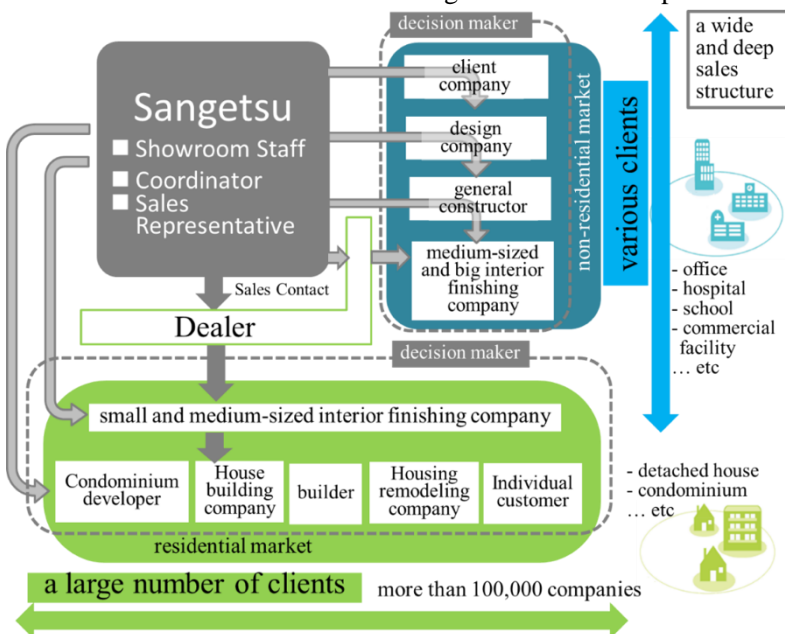 decision maker
a wide
and deep
sales
structure
Sangetsu
Showroom Staff
Coordinator
Sales
Representative
client
company
design
company
general
constructor
medium-sized
and big interior
finishing
company
non-residential market
various clients
- office
- hospital
- school
- commercial
facility
... etc
Sales Contact
Dealer
decision maker
small and medium-sized interior finishing company
Condominium
developer
House
building
company
builder
Housing
remodeling
company
Individual
customer
residential market
- detached house
- condominium
... etc
a large number of clients
more than 100,000 companies